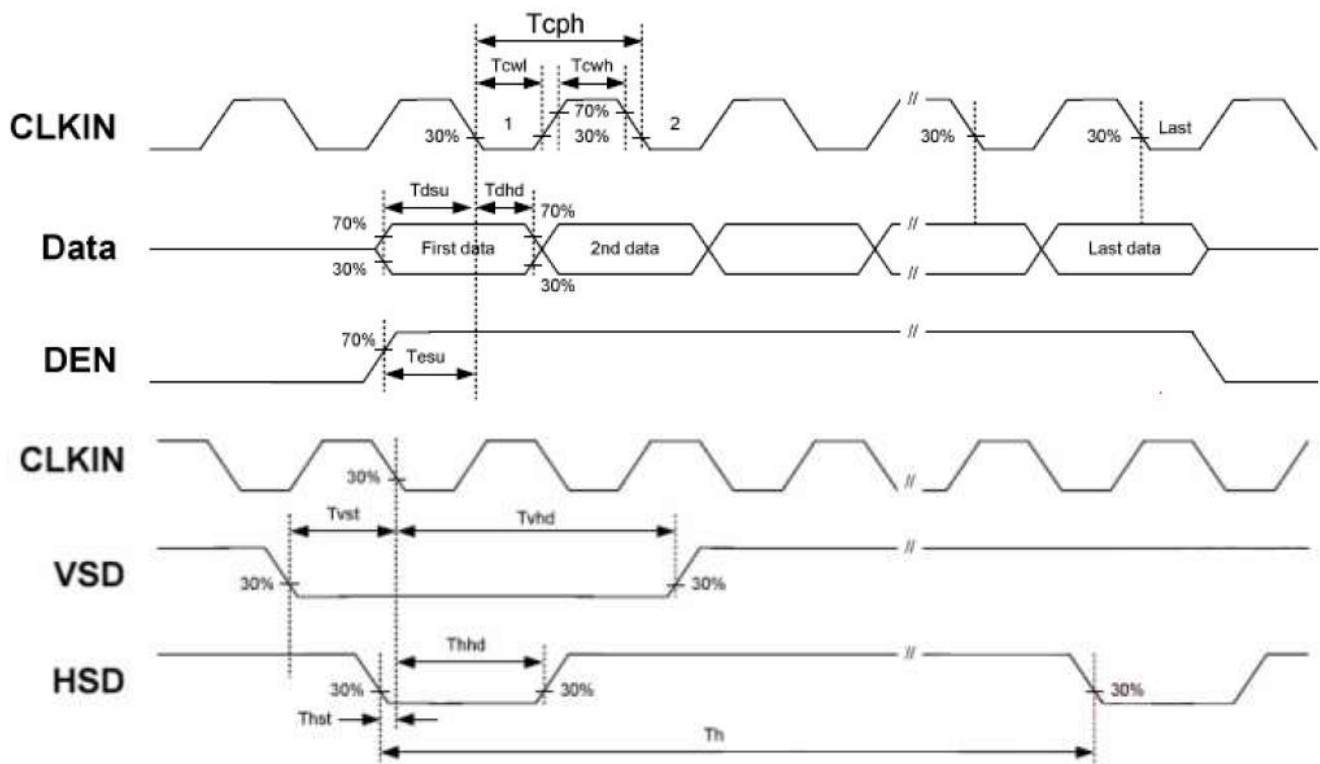 Tcph
Tcwl Tcwh
CLKIN 30% 1 70% 30% 2 // 30% 30% Last
Tdsu Tdhd
Data 70% 30% First data 70% 30% 2nd data // // Last data
DEN 70% Tesu //
CLKIN 30% //
Tvst Tvhd
VSD 30% 30% //
Thhd
HSD 30% 30% // 30%
Thst
Th